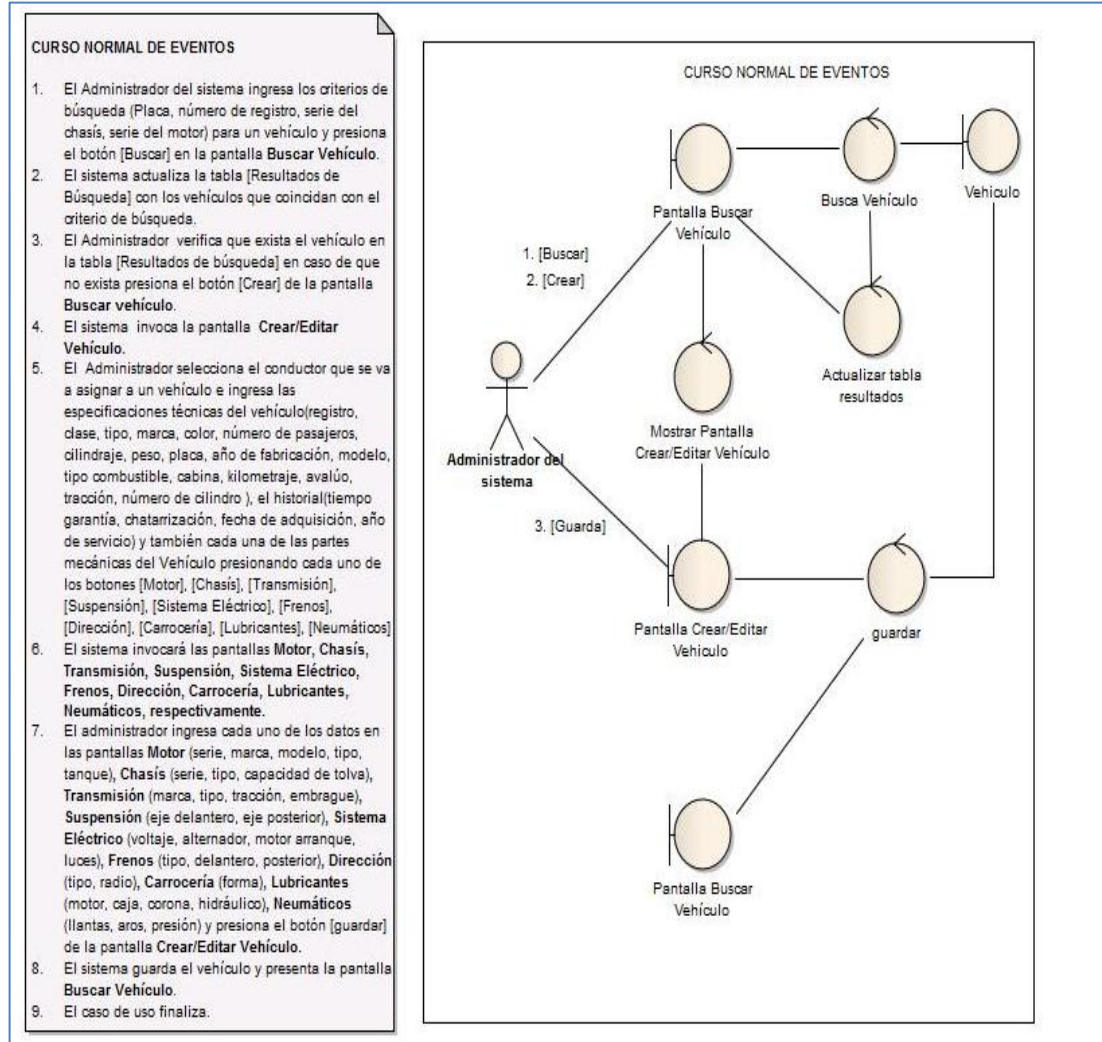 CURSO NORMAL DE EVENTOS
1. El Administrador del sistema ingresa los criterios de
búsqueda (Placa, número de registro, serie del
chasís, serie del motor) para un vehículo y presiona
el botón [Buscar] en la pantalla Buscar Vehículo.
2. El sistema actualiza la tabla [Resultados de
Búsqueda] con los vehículos que coincidan con el
criterio de búsqueda.
3. El Administrador verifica que exista el vehículo en
la tabla [Resultados de búsqueda] en caso de que
no exista presiona el botón [Crear] de la pantalla
Buscar vehículo.
4. El sistema invoca la pantalla Crear/Editar
Vehículo.
5. El Administrador selecciona el conductor que se va
a asignar a un vehículo e ingresa las
especificaciones técnicas del vehículo(registro,
clase, tipo, marca, color, número de pasajeros,
cilindraje, peso, placa, año de fabricación, modelo,
tipo combustible, cabina, kilometraje, avalúo,
tracción, número de cilindro ), el historial(tiempo
garantía, chatarrización, fecha de adquisición, año
de servicio) y también cada una de las partes
mecánicas del Vehículo presionando cada uno de
los botones [Motor], [Chasís], [Transmisión],
[Suspensión], [Sistema Eléctrico], [Frenos],
[Dirección], [Carrocería], [Lubricantes], [Neumáticos]
6. El sistema invocará las pantallas Motor, Chasís,
Transmisión, Suspensión, Sistema Eléctrico,
Frenos, Dirección, Carrocería, Lubricantes,
Neumáticos, respectivamente.
7. El administrador ingresa cada uno de los datos en
las pantallas Motor (serie, marca, modelo, tipo,
tanque), Chasís (serie, tipo, capacidad de tolva),
Transmisión (marca, tipo, tracción, embrague),
Suspensión (eje delantero, eje posterior), Sistema
Eléctrico (voltaje, alternador, motor arranque,
luces), Frenos (tipo, delantero, posterior), Dirección
(tipo, radio), Carrocería (forma), Lubricantes
(motor, caja, corona, hidráulico), Neumáticos
(llantas, aros, presión) y presiona el botón [guardar]
de la pantalla Crear/Editar Vehículo.
8. El sistema guarda el vehículo y presenta la pantalla
Buscar Vehículo.
9. El caso de uso finaliza.
CURSO NORMAL DE EVENTOS
Pantalla Buscar
Vehículo
Busca Vehículo
Vehiculo
1. [Buscar]
2. [Crear]
Actualizar tabla
resultados
Mostrar Pantalla
Crear/Editar Vehículo
Administrador del
sistema
3. [Guarda]
Pantalla Crear/Editar
Vehiculo
guardar
Pantalla Buscar
Vehículo